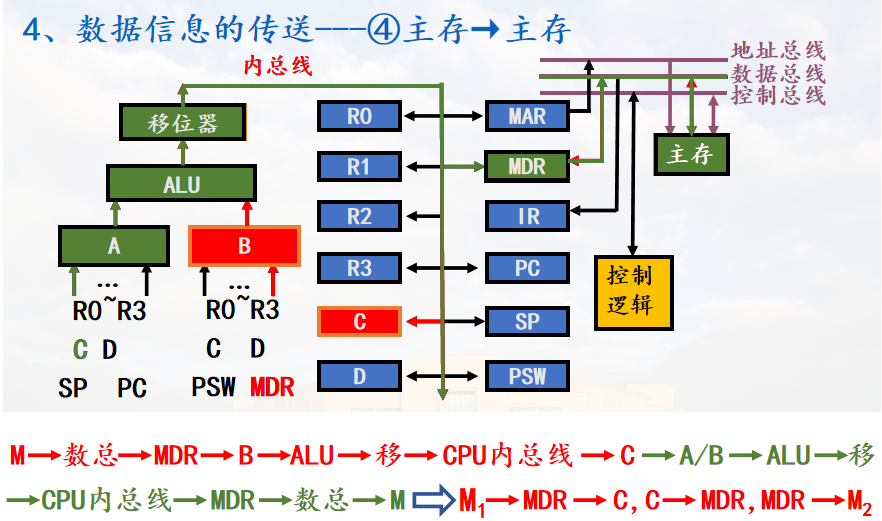 4、数据信息的传送---④主存→主存
内总线
地址总线
数据总线
控制总线
移位器
ALU
A
B
...
R0~R3
C D
SP PC
...
R0~R3
C D
PSW MDR
R0
R1
R2
R3
C
D
MAR
MDR
IR
PC
SP
PSW
主存
控制
逻辑
M→数总→MDR→B→ALU→移→CPU内总线→C→A/B→ALU→移
→CPU内总线→MDR→数总→M⇨M₁→MDR→C,C→MDR,MDR→M₂